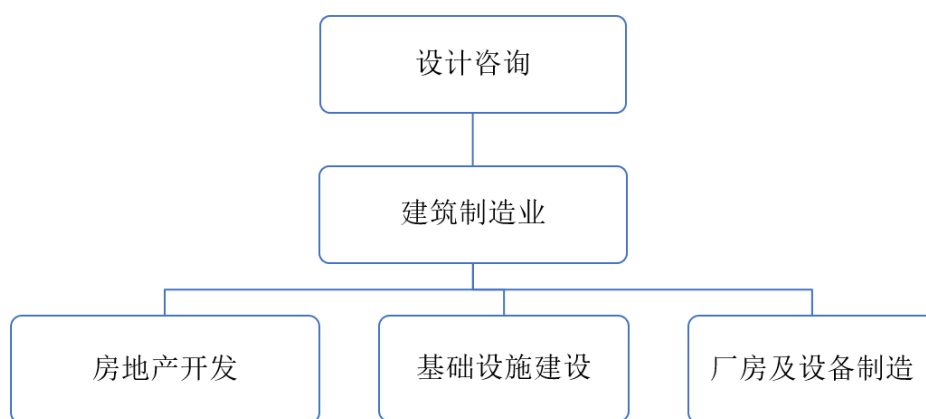 设计咨询
建筑制造业
房地产开发
基础设施建设
厂房及设备制造